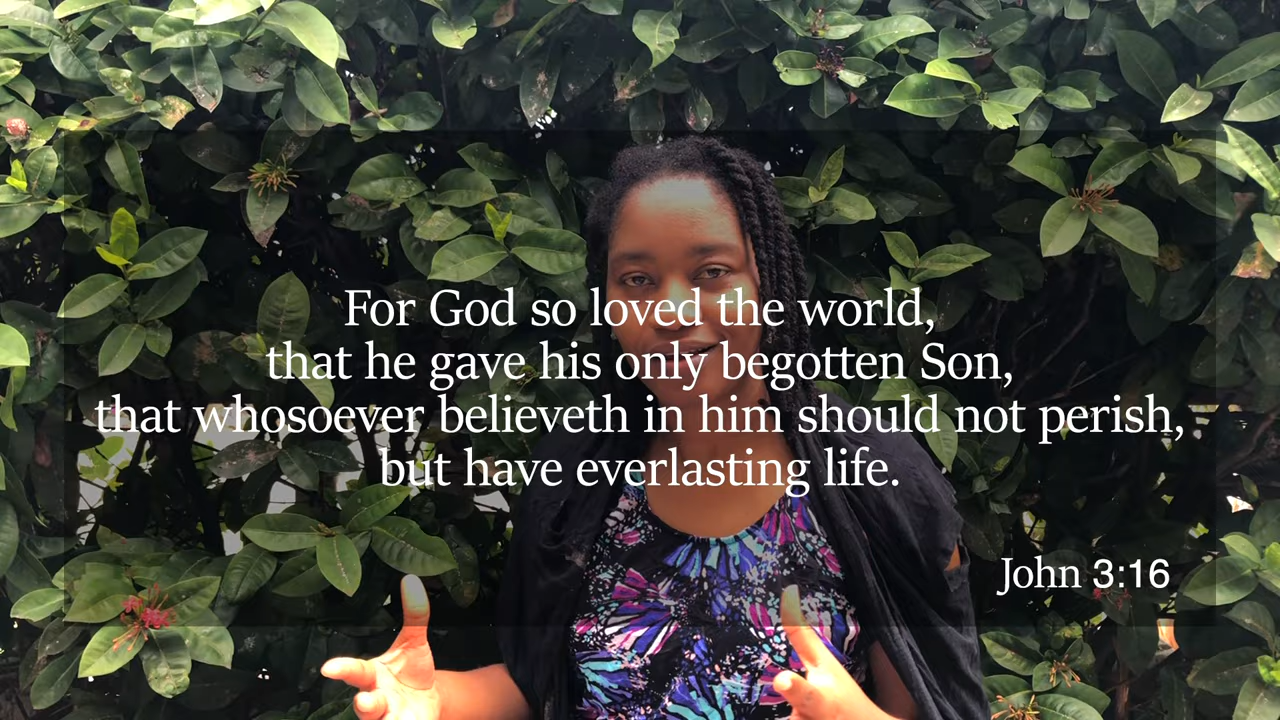 For God so loved the world,
that he gave his only begotten Son,
that whosoever believeth in him should not perish,
but have everlasting life.
John 3:16